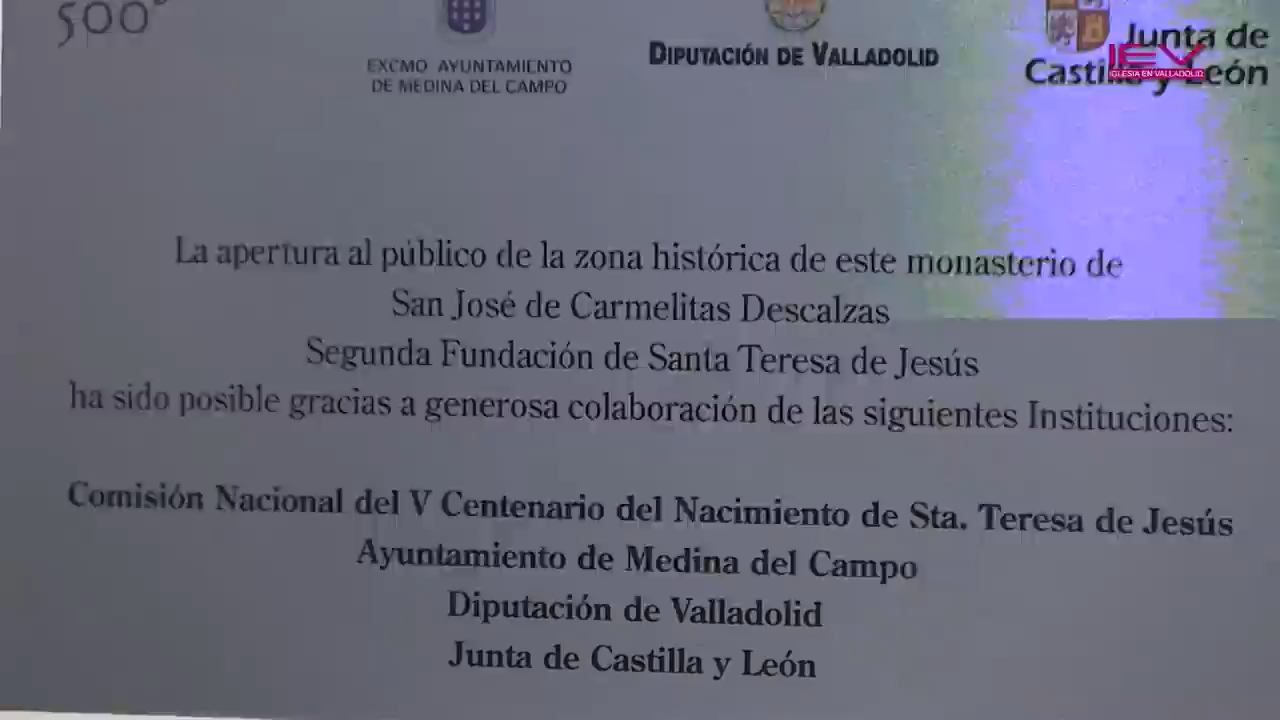 500
EXCMO AYUNTAMIENTO
DE MEDINA DEL CAMPO
DIPUTACIÓN DE VALLADOLID
Junta de
Castilla y León
IEV
IGLESIA EN VALLADOLID
La apertura al público de la zona histórica de este monasterio de
San José de Carmelitas Descalzas
Segunda Fundación de Santa Teresa de Jesús
ha sido posible gracias a generosa colaboración de las siguientes Instituciones:
Comisión Nacional del V Centenario del Nacimiento de Sta. Teresa de Jesús
Ayuntamiento de Medina del Campo
Diputación de Valladolid
Junta de Castilla y León